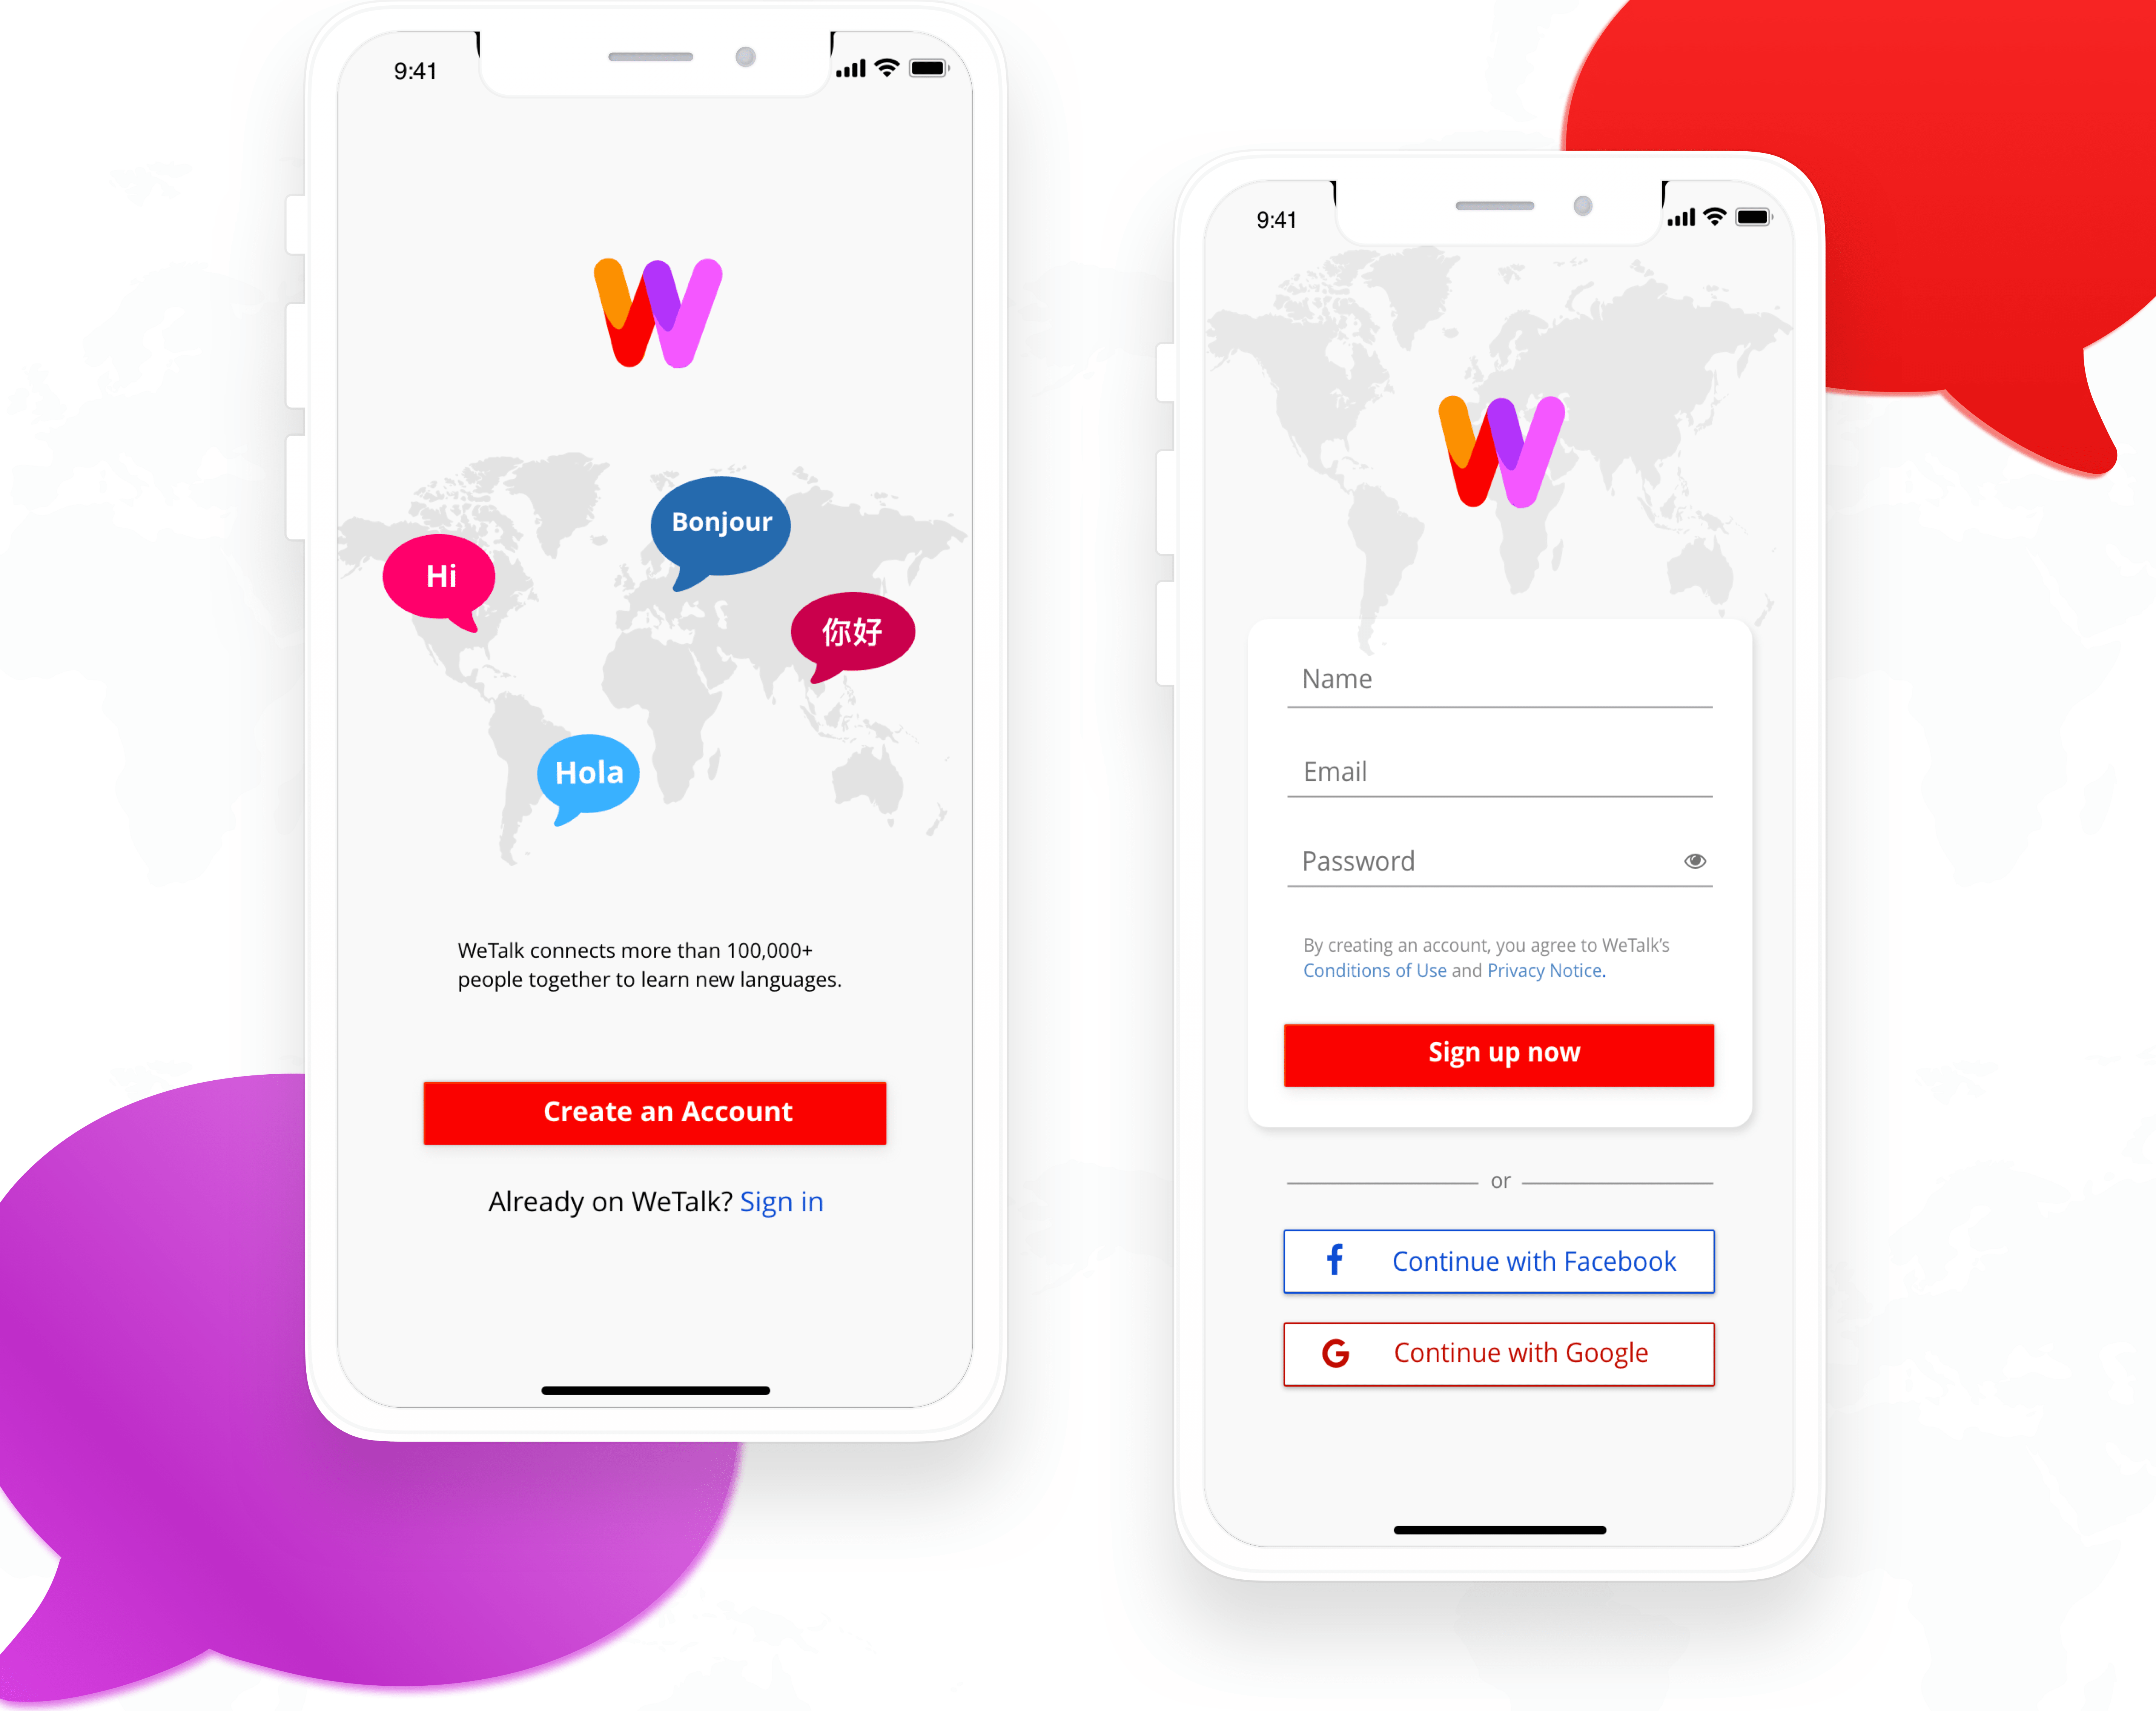 9:41
Bonjour
Hi
你好
Hola
WeTalk connects more than 100,000+
people together to learn new languages.
Create an Account
Already on WeTalk? Sign in
9:41
Name
Email
Password
By creating an account, you agree to WeTalk’s
Conditions of Use and Privacy Notice.
Sign up now
or
Continue with Facebook
Continue with Google